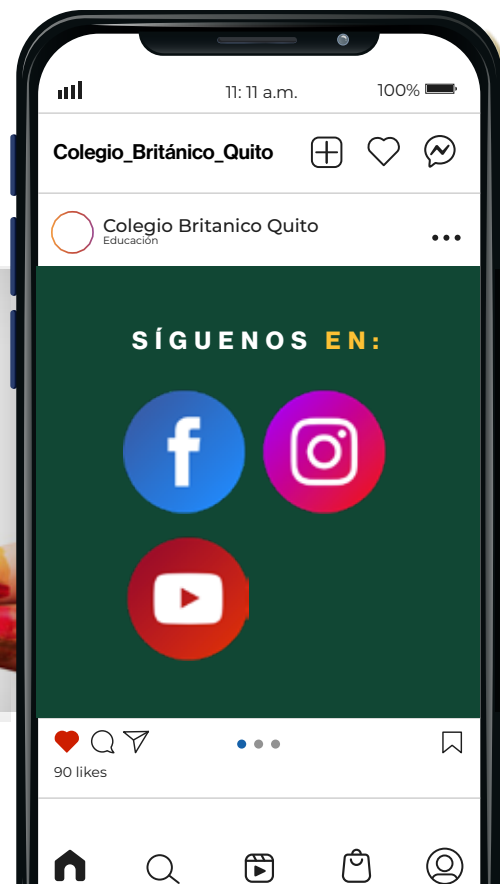 11: 11 a.m.
100%
Colegio_Británico_Quito
Colegio Britanico Quito
Educación
SÍGUENOS EN:
90 likes